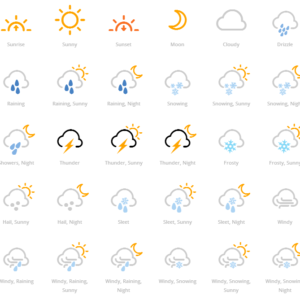 Sunrise Sunny Sunset Moon Cloudy Drizzle
Raining Raining, Sunny Raining, Night Snowing Snowing, Sunny Snowing, Night
Showers, Night Thunder Thunder, Sunny Thunder, Night Frosty Frosty, Sunny
Hail, Sunny Hail, Night Sleet Sleet, Sunny Sleet, Night Windy
Windy, Raining Windy, Raining, Sunny Windy, Raining, Night Windy, Snowing Windy, Snowing, Sunny Windy, Snowing, Night